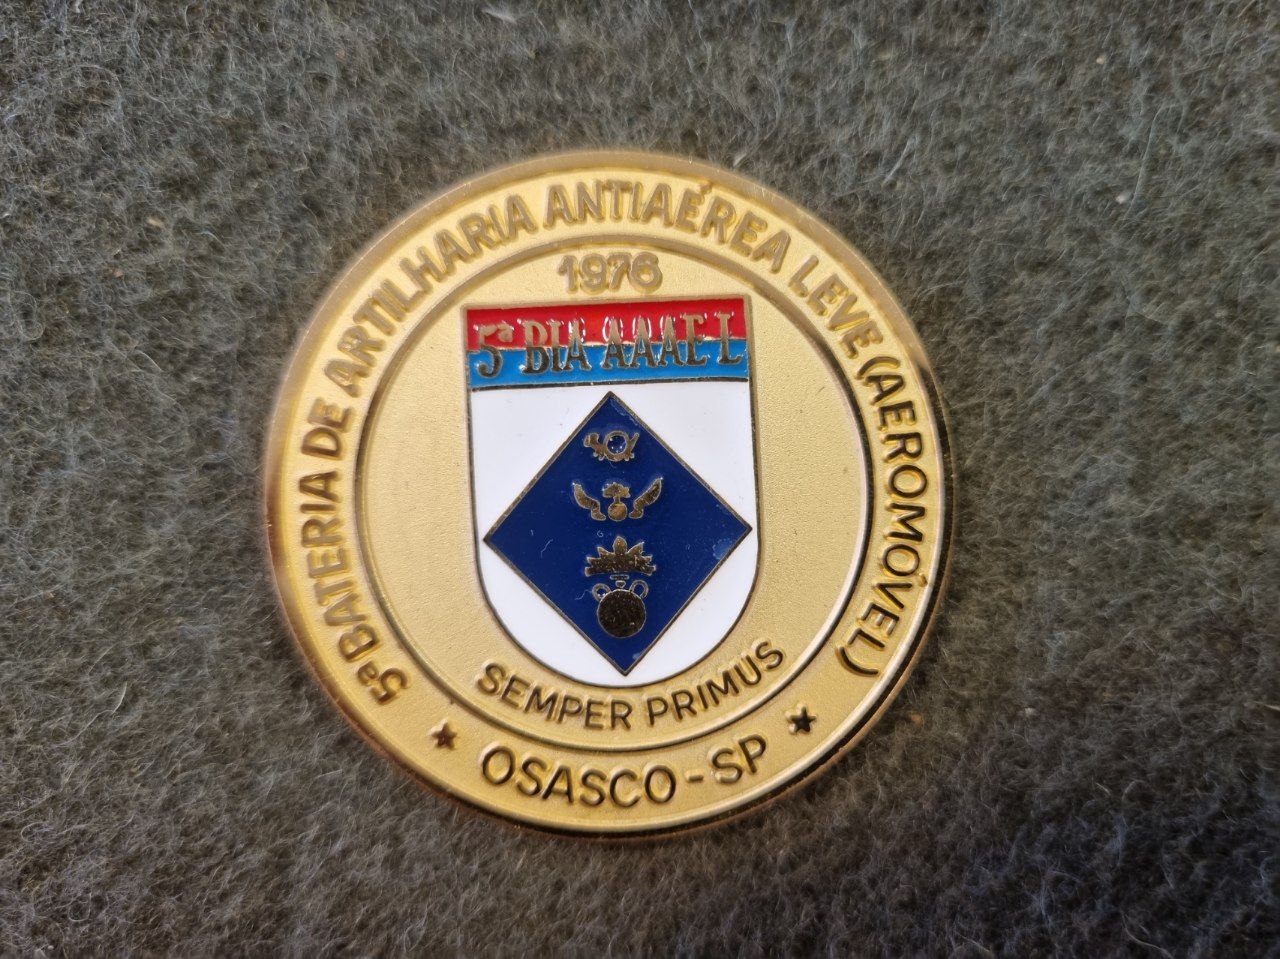 5ª BATERIA DE ARTILHARIA ANTIAÉREA LEVE (AEROMÓVEL)
1976
5ª BIA AAAE L
SEMPER PRIMUS
OSASCO - SP